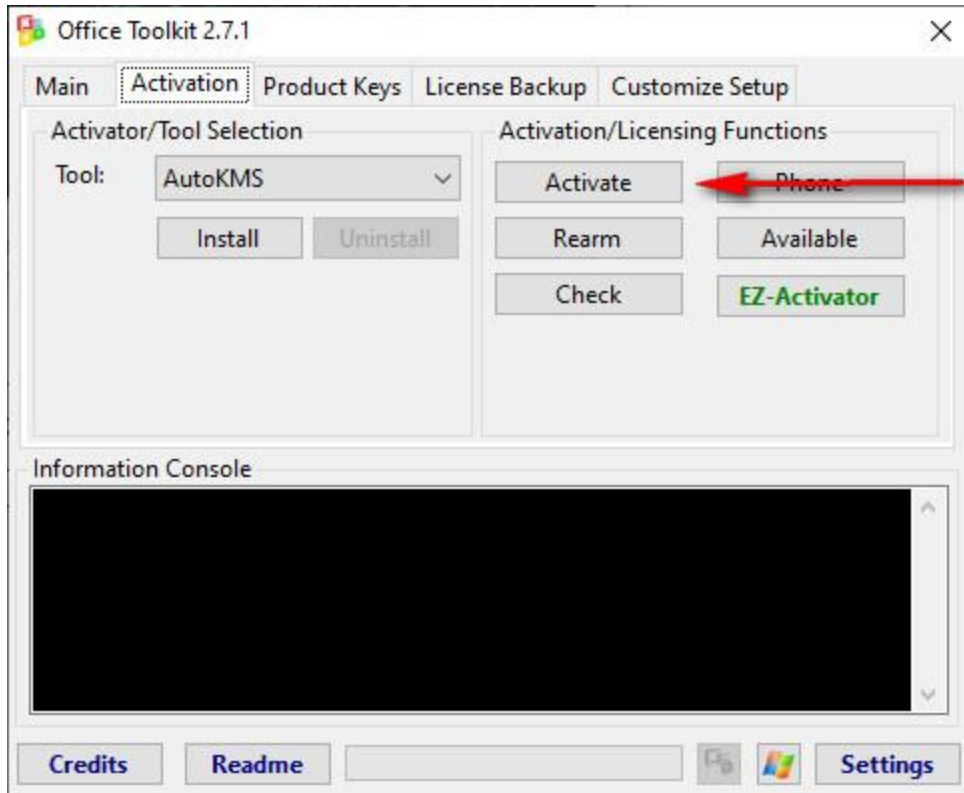 Office Toolkit 2.7.1
Main Activation Product Keys License Backup Customize Setup
Activator/Tool Selection
Tool: AutoKMS
Install Uninstall
Activation/Licensing Functions
Activate Phone
Rearm Available
Check EZ-Activator
Information Console
Credits Readme Settings